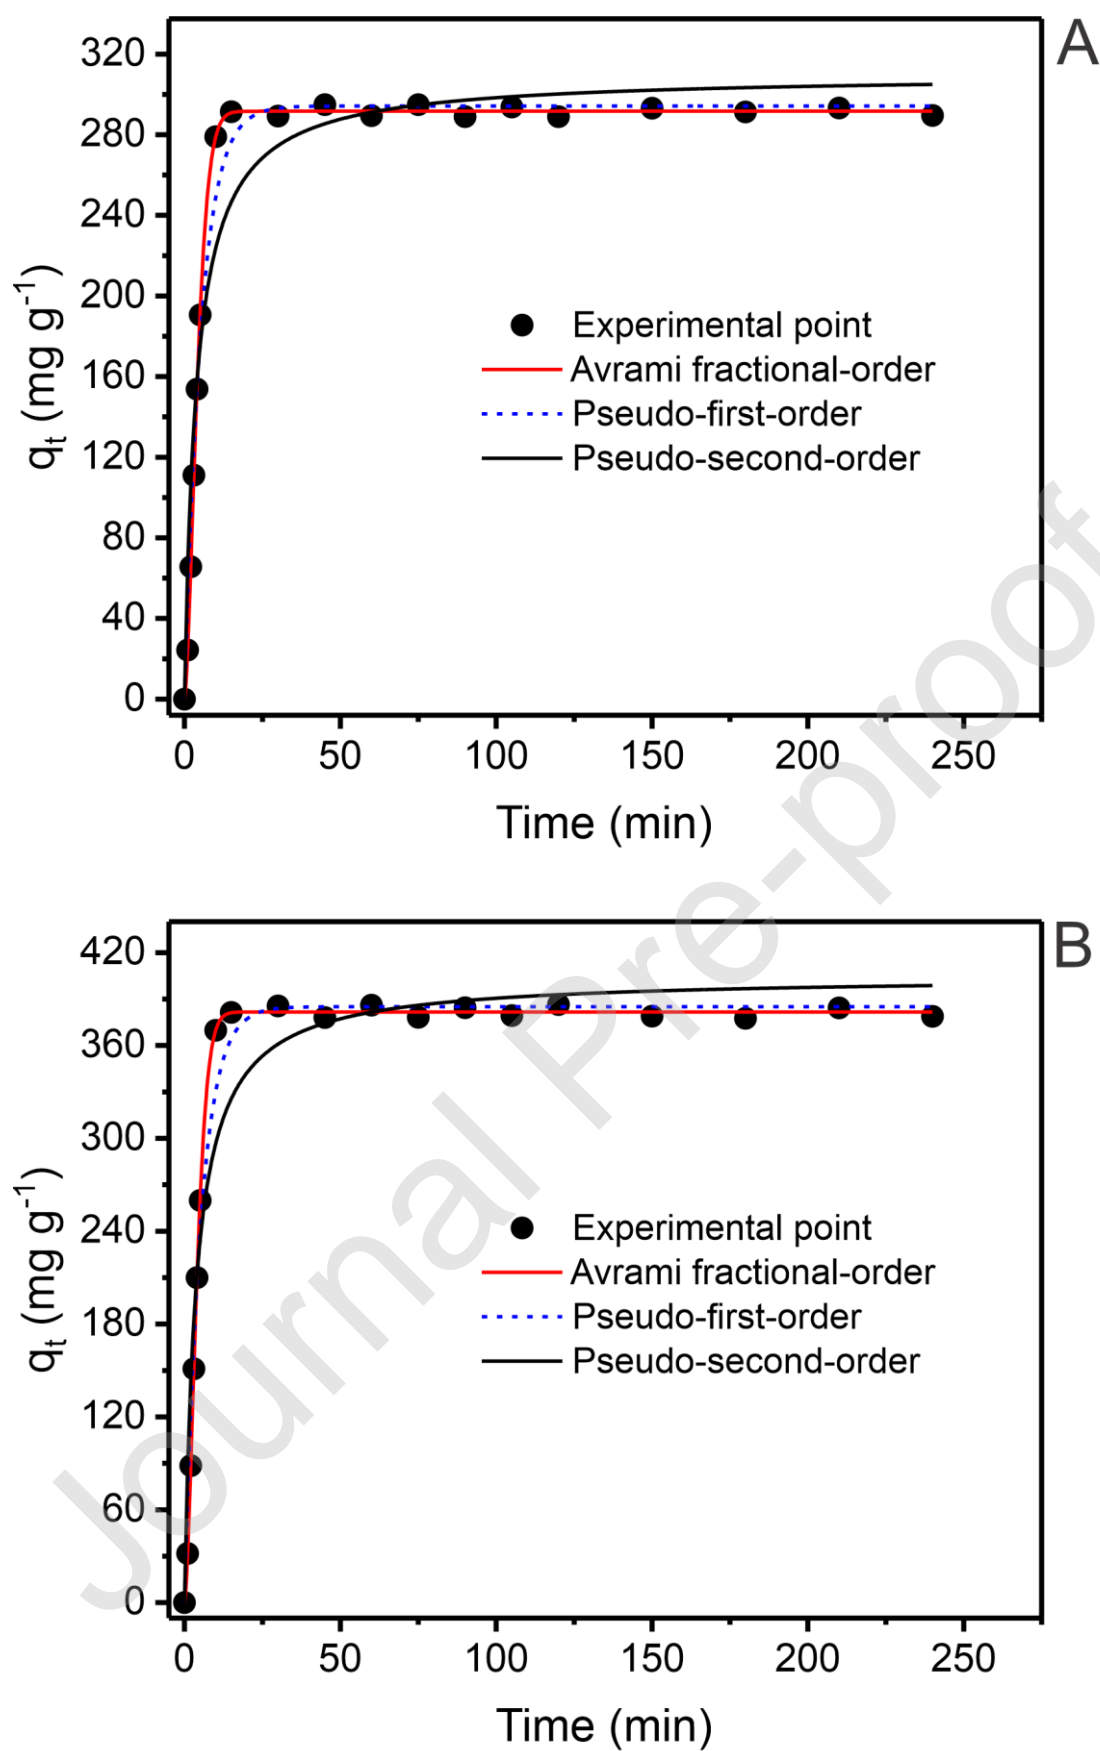 A
320
280
240
200
160
120
80
40
0
qt (mg g-1)
Experimental point
Avrami fractional-order
Pseudo-first-order
Pseudo-second-order
0 50 100 150 200 250
Time (min)
B
420
360
300
240
180
120
60
0
qt (mg g-1)
Experimental point
Avrami fractional-order
Pseudo-first-order
Pseudo-second-order
0 50 100 150 200 250
Time (min)
Journal Pre-proof